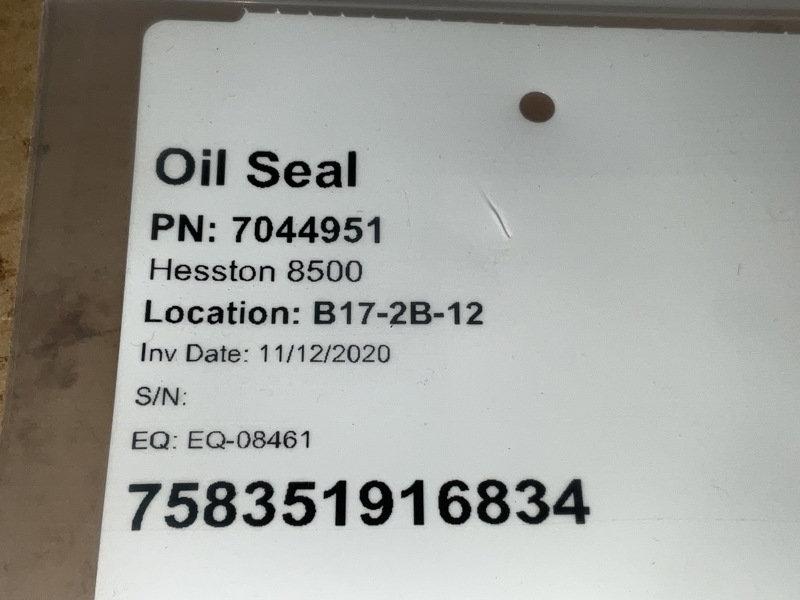 Oil Seal
PN: 7044951
Hesston 8500
Location: B17-2B-12
Inv Date: 11/12/2020
S/N:
EQ: EQ-08461
758351916834